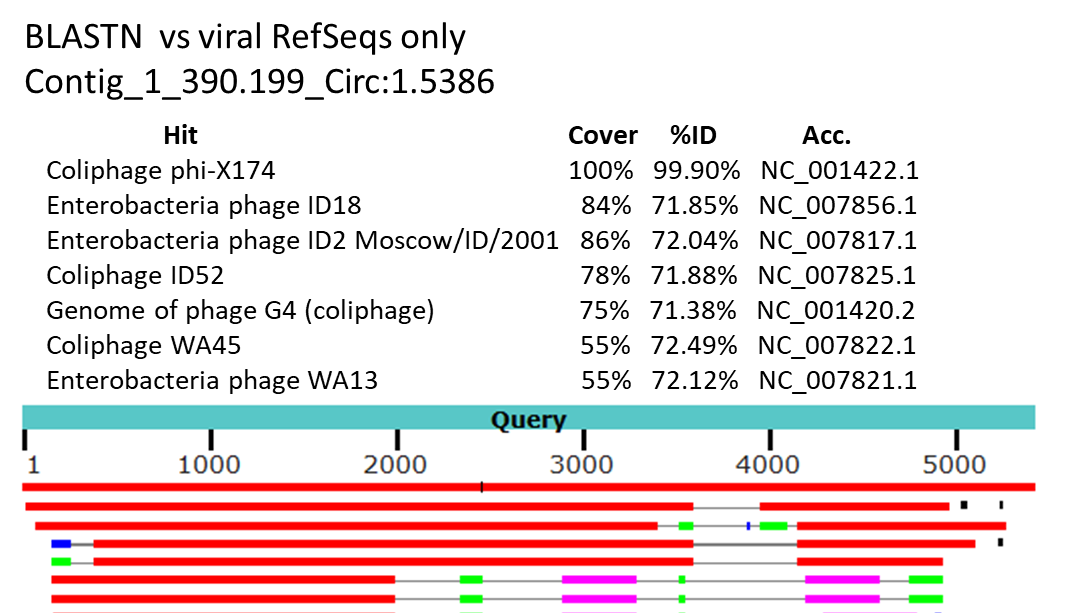 BLASTN vs viral RefSeqs only
Contig_1_390.199_Circ:1.5386
Hit Cover %ID Acc.
Coliphage phi-X174 100% 99.90% NC_001422.1
Enterobacteria phage ID18 84% 71.85% NC_007856.1
Enterobacteria phage ID2 Moscow/ID/2001 86% 72.04% NC_007817.1
Coliphage ID52 78% 71.88% NC_007825.1
Genome of phage G4 (coliphage) 75% 71.38% NC_001420.2
Coliphage WA45 55% 72.49% NC_007822.1
Enterobacteria phage WA13 55% 72.12% NC_007821.1
Query
1 1000 2000 3000 4000 5000